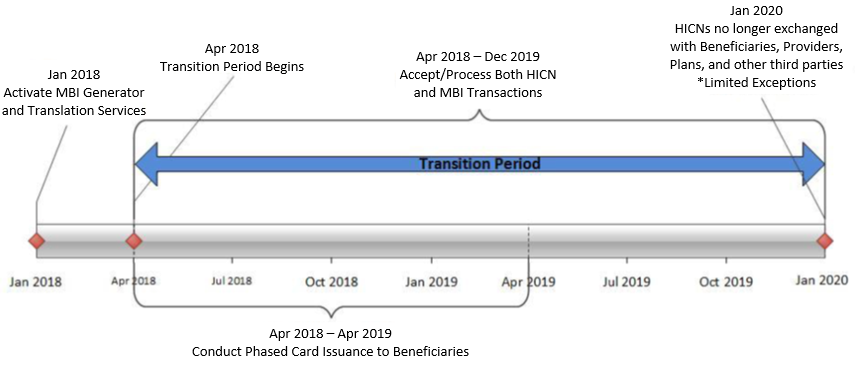 Jan 2018
Activate MBI Generator
and Translation Services
Apr 2018
Transition Period Begins
Apr 2018 – Dec 2019
Accept/Process Both HICN
and MBI Transactions
Jan 2020
HICNs no longer exchanged
with Beneficiaries, Providers,
Plans, and other third parties
*Limited Exceptions
Transition Period
Jan 2018 Apr 2018 Jul 2018 Oct 2018 Jan 2019 Apr 2019 Jul 2019 Oct 2019 Jan 2020
Apr 2018 – Apr 2019
Conduct Phased Card Issuance to Beneficiaries